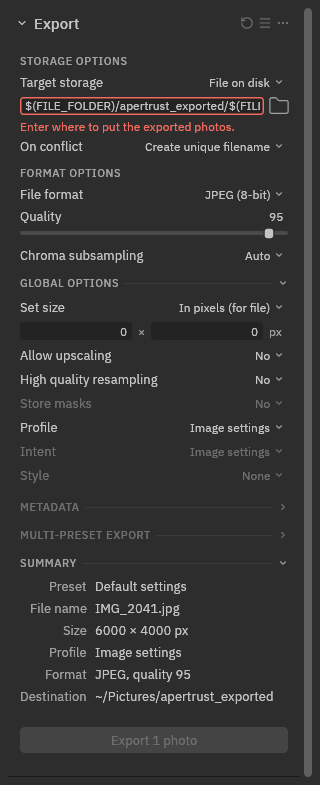 Export
STORAGE OPTIONS
Target storage File on disk
$(FILE_FOLDER)/apertrust_exported/$(FIL
Enter where to put the exported photos.
On conflict Create unique filename
FORMAT OPTIONS
File format JPEG (8-bit)
Quality 95
Chroma subsampling Auto
GLOBAL OPTIONS
Set size In pixels (for file)
0 × 0 px
Allow upscaling No
High quality resampling No
Store masks No
Profile Image settings
Intent Image settings
Style None
METADATA
MULTI-PRESET EXPORT
SUMMARY
Preset Default settings
File name IMG_2041.jpg
Size 6000 × 4000 px
Profile Image settings
Format JPEG, quality 95
Destination ~/Pictures/apertrust_exported
Export 1 photo